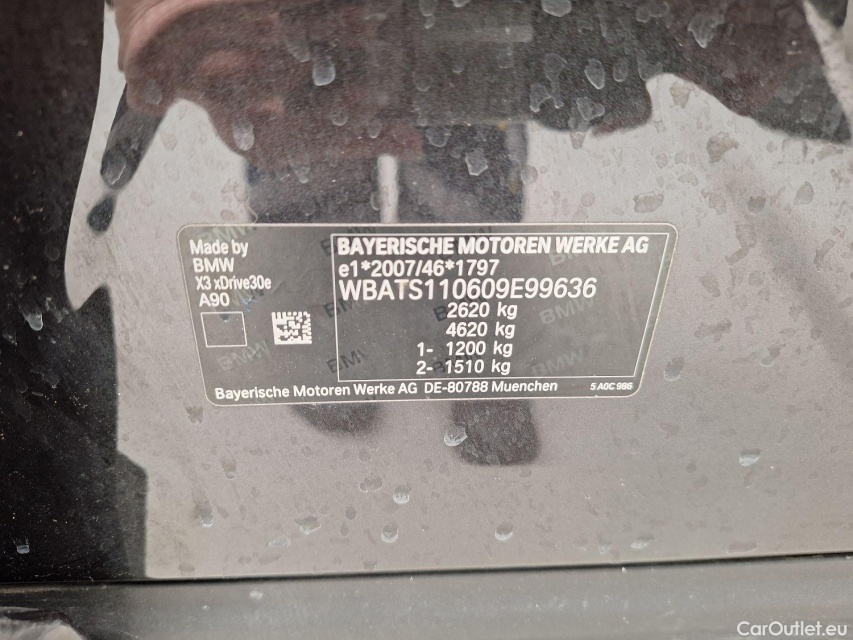 Made by
BMW
X3 xDrive30e
A90
BAYERISCHE MOTOREN WERKE AG
e1*2007/46*1797
WBATS110609E99636
2620 kg
4620 kg
1- 1200 kg
2- 1510 kg
Bayerische Motoren Werke AG DE-80788 Muenchen
5 A0C 986
CarOutlet.eu